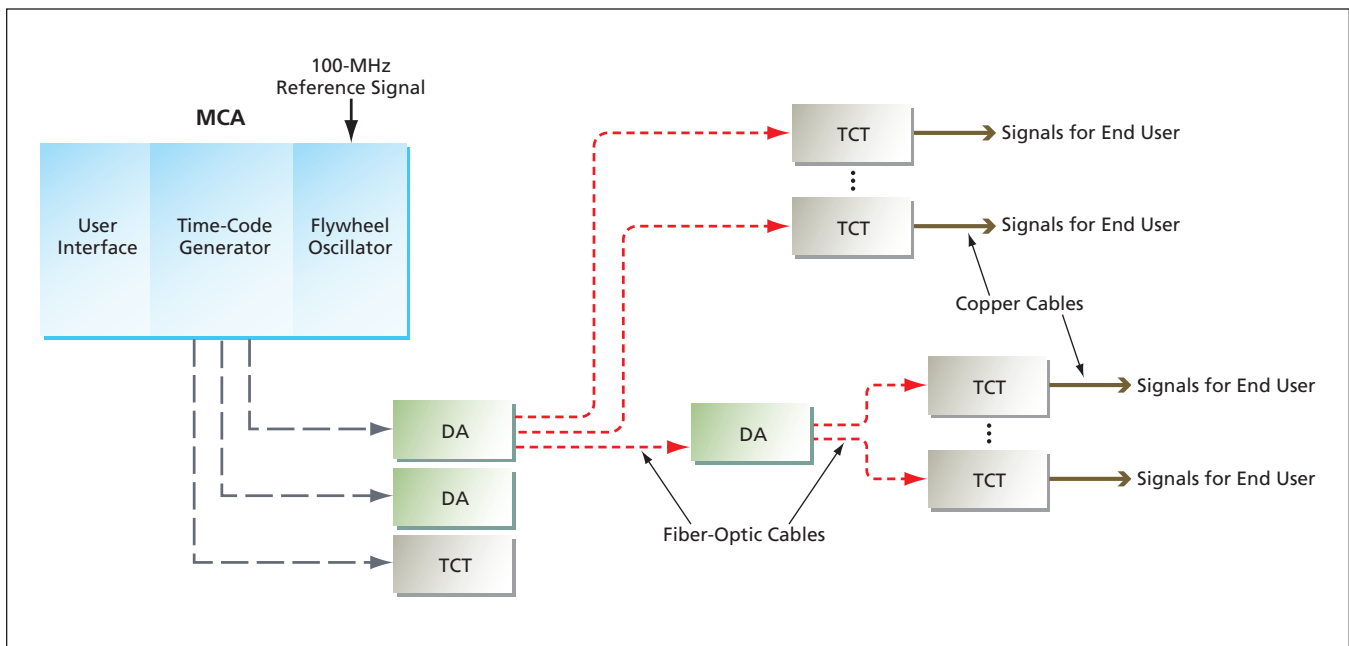 100-MHz
Reference Signal
MCA
User
Interface
Time-Code
Generator
Flywheel
Oscillator
TCT
Signals for End User
TCT
Signals for End User
Copper Cables
TCT
Signals for End User
DA
DA
DA
TCT
Signals for End User
Fiber-Optic Cables
TCT